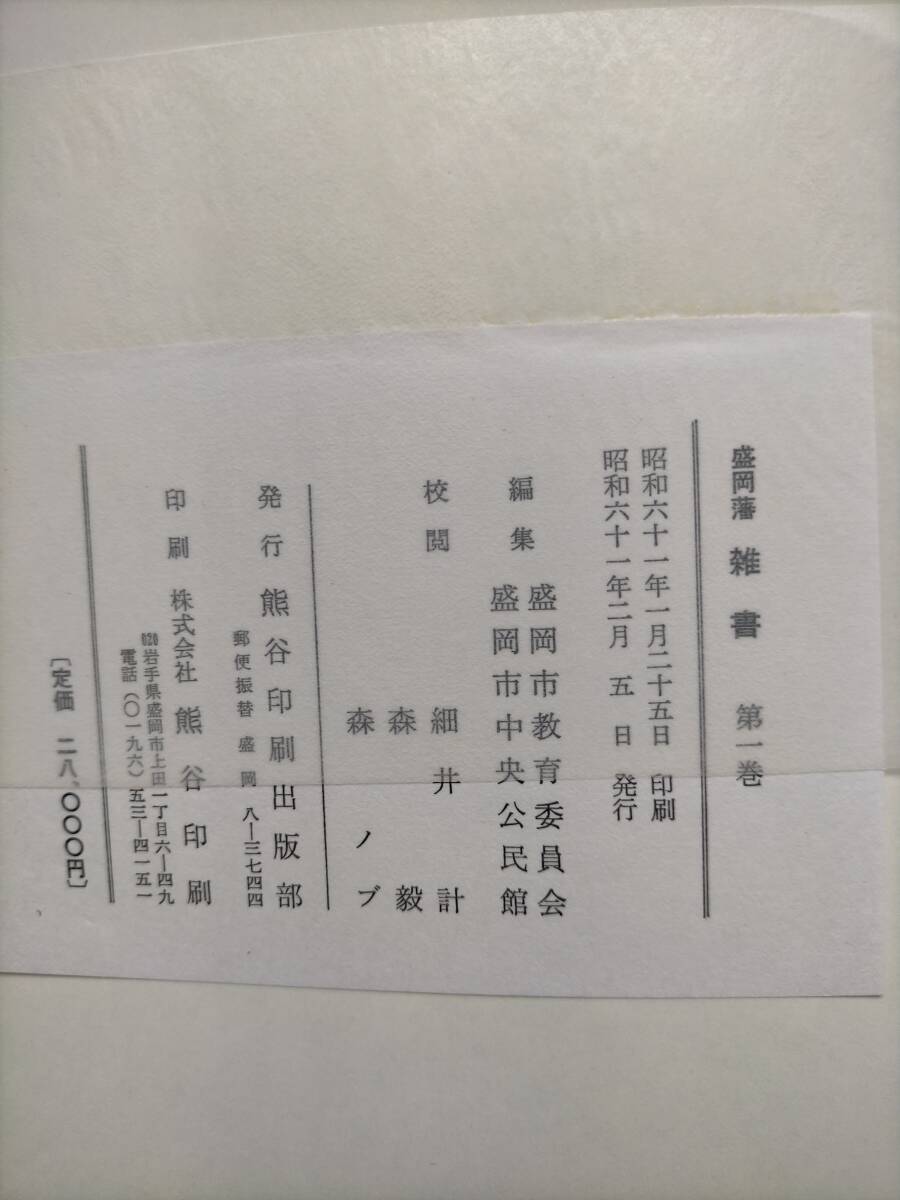 盛岡藩 雑書 第一巻
昭和六十一年一月二十五日 印刷
昭和六十一年二月 五 日 発行
編集 盛岡市教育委員会
盛岡市中央公民館
校閲 細井 計
森 毅
森 ノブ
発行 熊谷印刷出版部
郵便振替 盛岡 八―三七四四
印刷 株式会社 熊谷印刷
020 岩手県盛岡市上田一丁目六―四九
電話(〇一九六)五三―四一五一
〔定価 二八、〇〇〇円〕